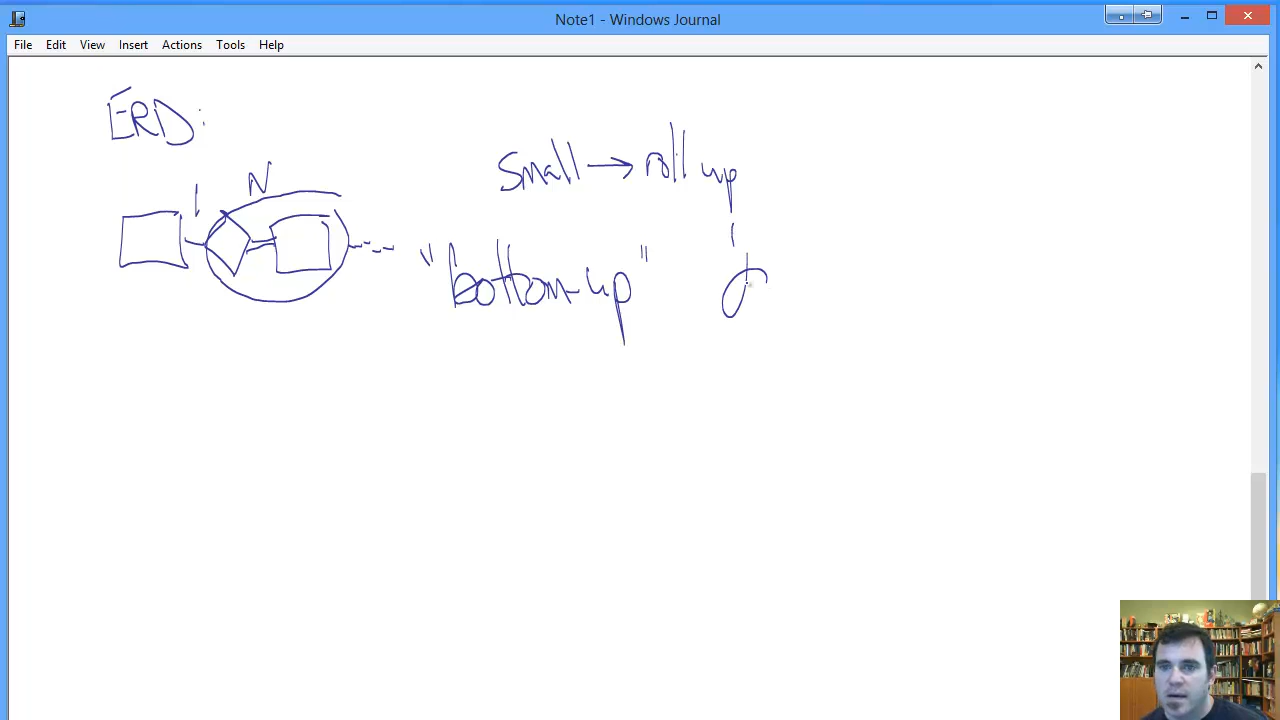 Note1 - Windows Journal
File Edit View Insert Actions Tools Help
ERD:
small → roll up
1 N
"bottom-up"